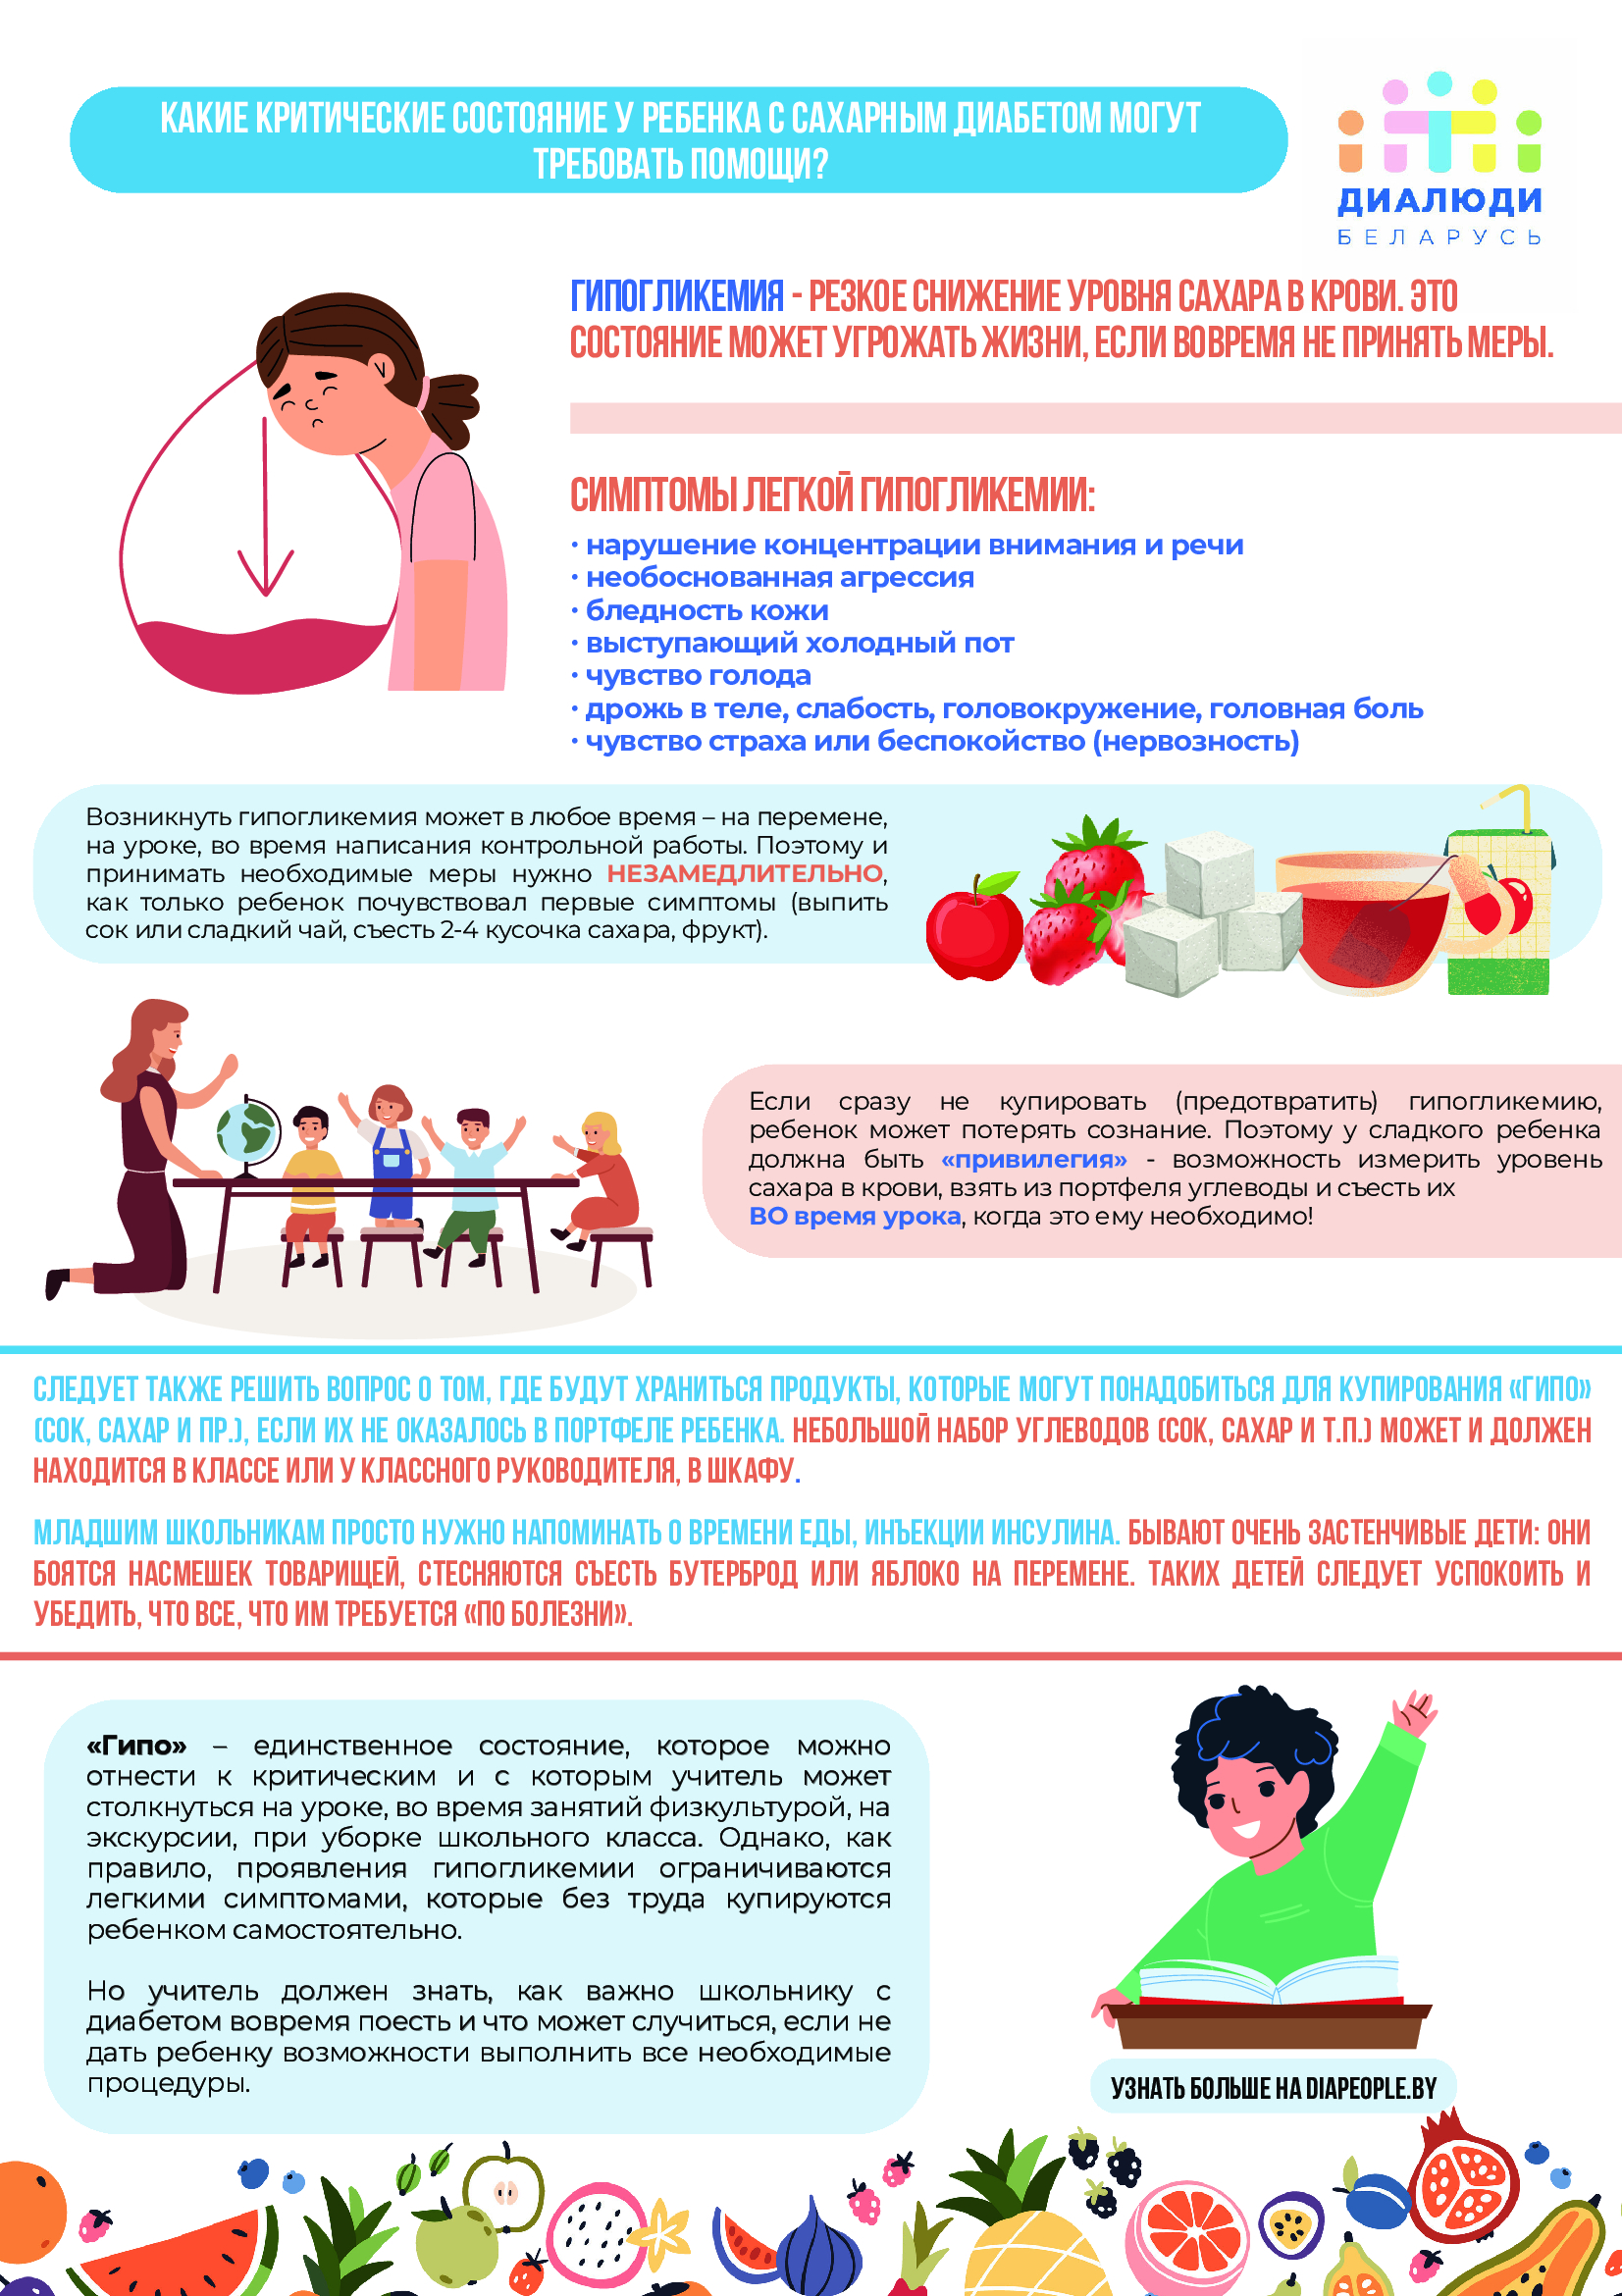 КАКИЕ КРИТИЧЕСКИЕ СОСТОЯНИЕ У РЕБЕНКА С САХАРНЫМ ДИАБЕТОМ МОГУТ
ТРЕБОВАТЬ ПОМОЩИ?
ДИАЛЮДИ
БЕЛАРУСЬ
ГИПОГЛИКЕМИЯ - РЕЗКОЕ СНИЖЕНИЕ УРОВНЯ САХАРА В КРОВИ. ЭТО
СОСТОЯНИЕ МОЖЕТ УГРОЖАТЬ ЖИЗНИ, ЕСЛИ ВОВРЕМЯ НЕ ПРИНЯТЬ МЕРЫ.
СИМПТОМЫ ЛЕГКОЙ ГИПОГЛИКЕМИИ:
· нарушение концентрации внимания и речи
· необоснованная агрессия
· бледность кожи
· выступающий холодный пот
· чувство голода
· дрожь в теле, слабость, головокружение, головная боль
· чувство страха или беспокойство (нервозность)
Возникнуть гипогликемия может в любое время – на перемене,
на уроке, во время написания контрольной работы. Поэтому и
принимать необходимые меры нужно НЕЗАМЕДЛИТЕЛЬНО,
как только ребенок почувствовал первые симптомы (выпить
сок или сладкий чай, съесть 2-4 кусочка сахара, фрукт).
Если сразу не купировать (предотвратить) гипогликемию,
ребенок может потерять сознание. Поэтому у сладкого ребенка
должна быть «привилегия» - возможность измерить уровень
сахара в крови, взять из портфеля углеводы и съесть их
ВО время урока, когда это ему необходимо!
СЛЕДУЕТ ТАКЖЕ РЕШИТЬ ВОПРОС О ТОМ, ГДЕ БУДУТ ХРАНИТЬСЯ ПРОДУКТЫ, КОТОРЫЕ МОГУТ ПОНАДОБИТЬСЯ ДЛЯ КУПИРОВАНИЯ «ГИПО»
(СОК, САХАР И ПР.), ЕСЛИ ИХ НЕ ОКАЗАЛОСЬ В ПОРТФЕЛЕ РЕБЕНКА. НЕБОЛЬШОЙ НАБОР УГЛЕВОДОВ (СОК, САХАР И Т.П.) МОЖЕТ И ДОЛЖЕН
НАХОДИТСЯ В КЛАССЕ ИЛИ У КЛАССНОГО РУКОВОДИТЕЛЯ, В ШКАФУ.
МЛАДШИМ ШКОЛЬНИКАМ ПРОСТО НУЖНО НАПОМИНАТЬ О ВРЕМЕНИ ЕДЫ, ИНЪЕКЦИИ ИНСУЛИНА. БЫВАЮТ ОЧЕНЬ ЗАСТЕНЧИВЫЕ ДЕТИ: ОНИ
БОЯТСЯ НАСМЕШЕК ТОВАРИЩЕЙ, СТЕСНЯЮТСЯ СЪЕСТЬ БУТЕРБРОД ИЛИ ЯБЛОКО НА ПЕРЕМЕНЕ. ТАКИХ ДЕТЕЙ СЛЕДУЕТ УСПОКОИТЬ И
УБЕДИТЬ, ЧТО ВСЕ, ЧТО ИМ ТРЕБУЕТСЯ «ПО БОЛЕЗНИ».
«Гипо» – единственное состояние, которое можно
отнести к критическим и с которым учитель может
столкнуться на уроке, во время занятий физкультурой, на
экскурсии, при уборке школьного класса. Однако, как
правило, проявления гипогликемии ограничиваются
легкими симптомами, которые без труда купируются
ребенком самостоятельно.
Но учитель должен знать, как важно школьнику с
диабетом вовремя поесть и что может случиться, если не
дать ребенку возможности выполнить все необходимые
процедуры.
УЗНАТЬ БОЛЬШЕ НА DIAPEOPLE.BY